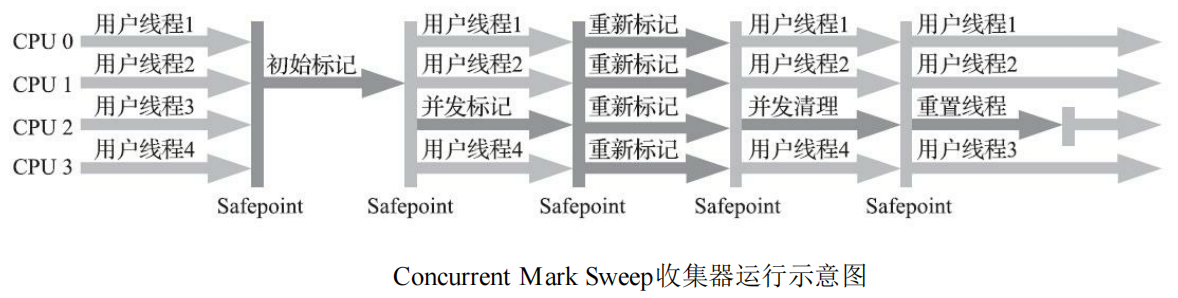 CPU 0 用户线程1 用户线程1 重新标记 用户线程1 用户线程1
CPU 1 用户线程2 初始标记 用户线程2 重新标记 用户线程2 用户线程2
CPU 2 用户线程3 并发标记 重新标记 并发清理 重置线程
CPU 3 用户线程4 用户线程4 重新标记 用户线程4 用户线程3
Safepoint Safepoint Safepoint Safepoint Safepoint
Concurrent Mark Sweep收集器运行示意图